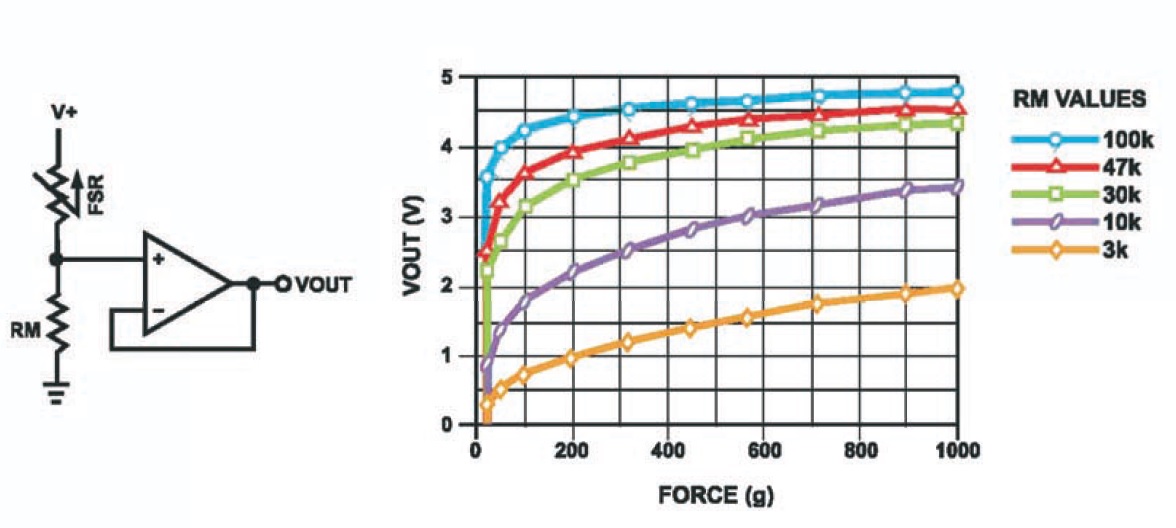 V+
FSR
+
-
VOUT
RM
5
4
3
2
1
0
VOUT (V)
0 200 400 600 800 1000
FORCE (g)
RM VALUES
100k
47k
30k
10k
3k